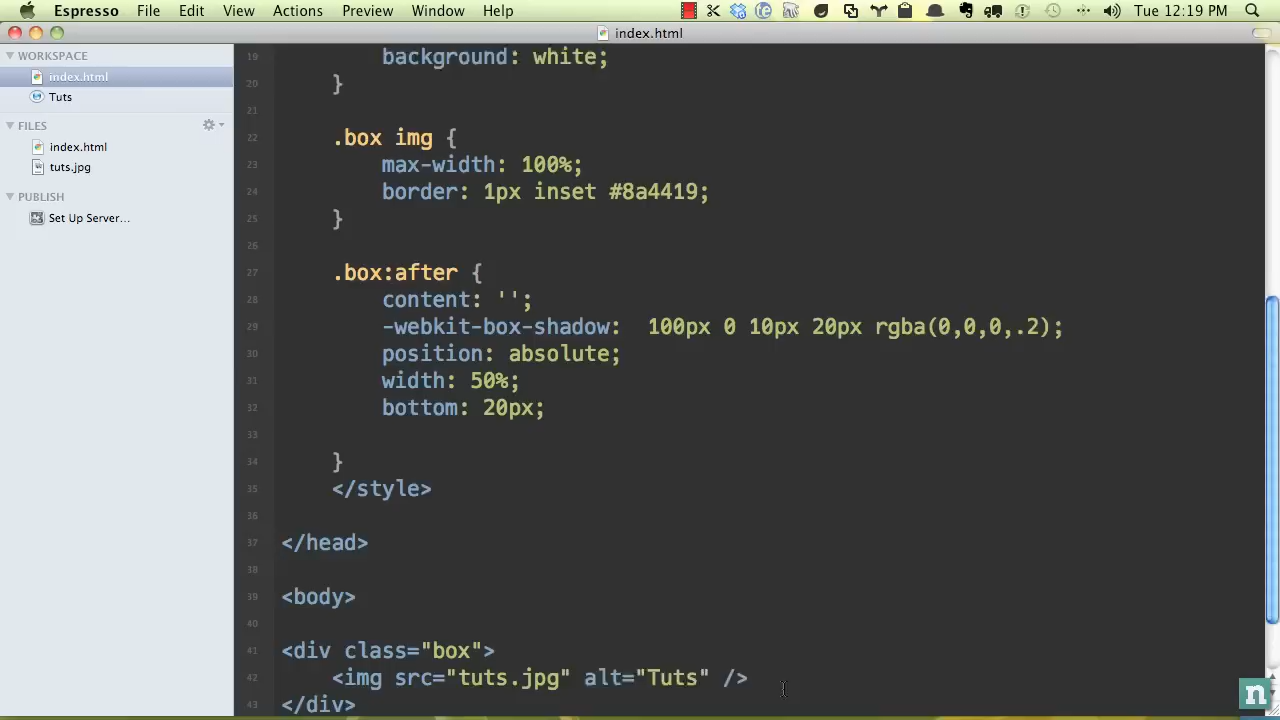 Espresso File Edit View Actions Preview Window Help Tue 12:19 PM
index.html
WORKSPACE
index.html
Tuts
FILES
index.html
tuts.jpg
PUBLISH
Set Up Server...
19 background: white;
20 }
21
22 .box img {
23 max-width: 100%;
24 border: 1px inset #8a4419;
25 }
26
27 .box:after {
28 content: '';
29 -webkit-box-shadow: 100px 0 10px 20px rgba(0,0,0,.2);
30 position: absolute;
31 width: 50%;
32 bottom: 20px;
33
34 }
35 </style>
36
37 </head>
38
39 <body>
40
41 <div class="box">
42 <img src="tuts.jpg" alt="Tuts" />
43 </div>
n